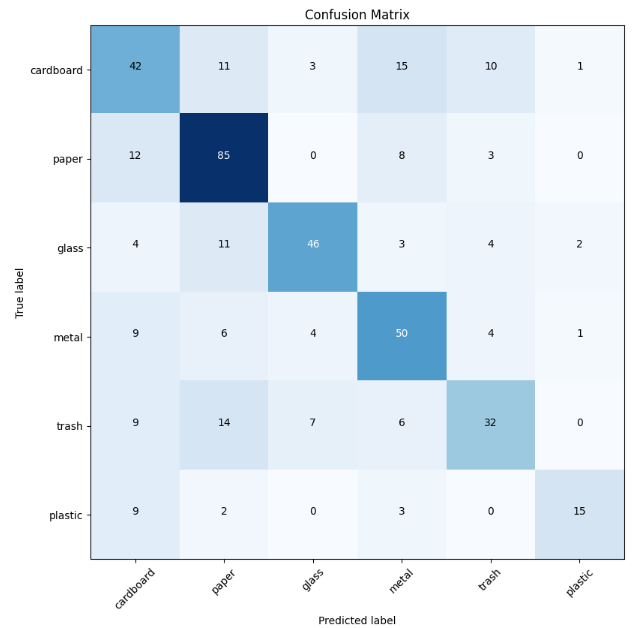 Confusion Matrix
cardboard 42 11 3 15 10 1
paper 12 85 0 8 3 0
glass 4 11 46 3 4 2
metal 9 6 4 50 4 1
trash 9 14 7 6 32 0
plastic 9 2 0 3 0 15
True label
cardboard paper glass metal trash plastic
Predicted label